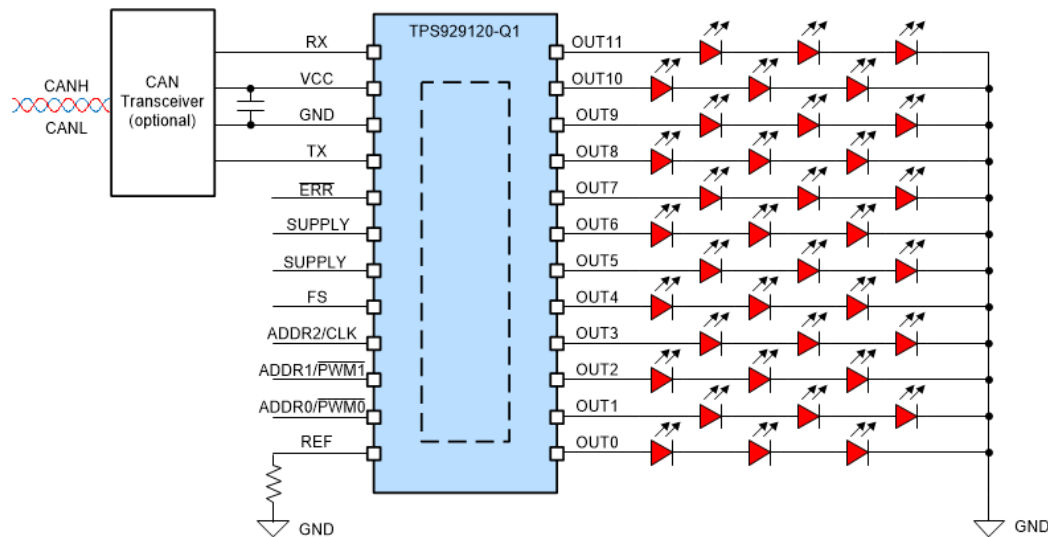 TPS929120-Q1
CANH
CANL
CAN
Transceiver
(optional)
RX
VCC
GND
TX
ERR
SUPPLY
SUPPLY
FS
ADDR2/CLK
ADDR1/PWM1
ADDR0/PWM0
REF
GND
OUT11
OUT10
OUT9
OUT8
OUT7
OUT6
OUT5
OUT4
OUT3
OUT2
OUT1
OUT0
GND